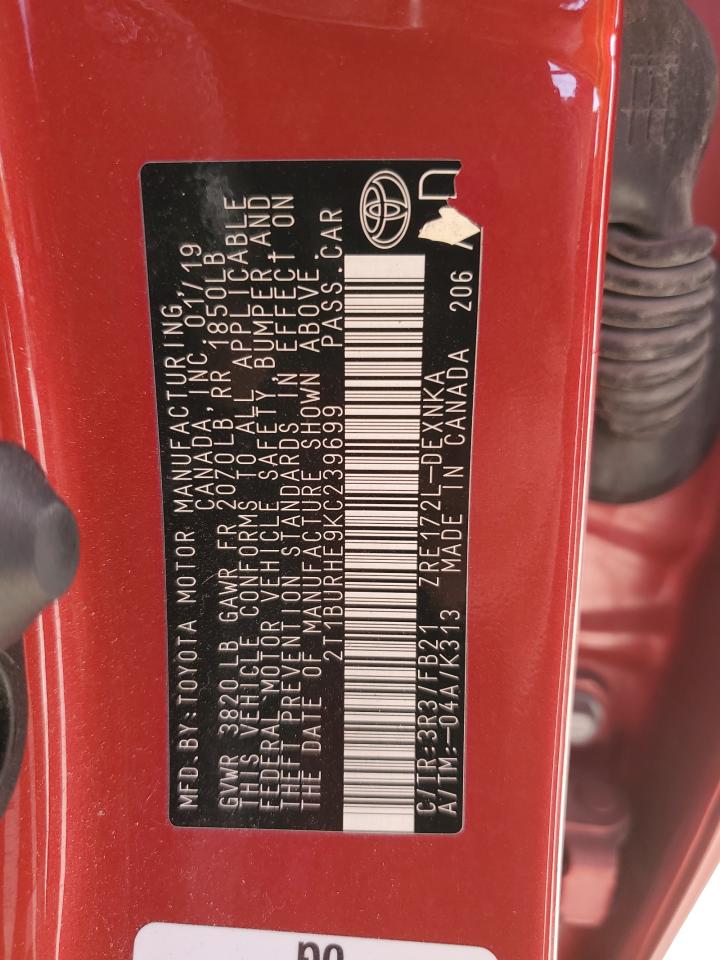 MFD.BY:TOYOTA MOTOR MANUFACTURING,
CANADA, INC. 01/19
GVWR 3820LB GAWR FR 2070LB RR 1850LB
THIS VEHICLE CONFORMS TO ALL APPLICABLE
FEDERAL MOTOR VEHICLE SAFETY, BUMPER, AND
THEFT PREVENTION STANDARDS IN EFFECT ON
THE DATE OF MANUFACTURE SHOWN ABOVE.
2T1BURHE9KC239699 PASS.CAR
C/TR:3R3/FB21 ZRE172L-DEXNKA
A/TM:-04A/K313 MADE IN CANADA 206